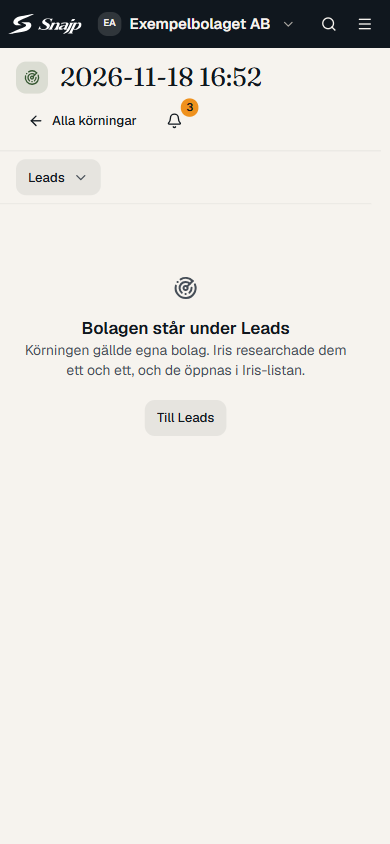 Snajp
EA Exempelbolaget AB
2026-11-18 16:52
Alla körningar
3
Leads
Bolagen står under Leads
Körningen gällde egna bolag. Iris researchade dem
ett och ett, och de öppnas i Iris-listan.
Till Leads